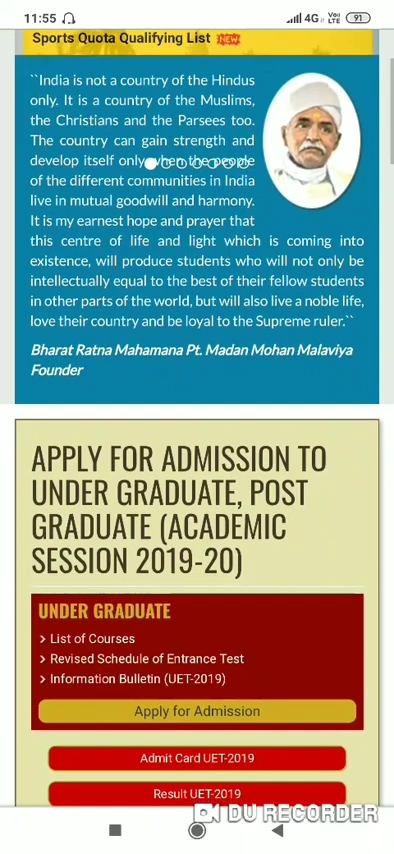 11:55
4G
Vo))
LTE
91
Sports Quota Qualifying List NEW
``India is not a country of the Hindus
only. It is a country of the Muslims,
the Christians and the Parsees too.
The country can gain strength and
develop itself only when the people
of the different communities in India
live in mutual goodwill and harmony.
It is my earnest hope and prayer that
this centre of life and light which is coming into
existence, will produce students who will not only be
intellectually equal to the best of their fellow students
in other parts of the world, but will also live a noble life,
love their country and be loyal to the Supreme ruler.``
Bharat Ratna Mahamana Pt. Madan Mohan Malaviya
Founder
APPLY FOR ADMISSION TO
UNDER GRADUATE, POST
GRADUATE (ACADEMIC
SESSION 2019-20)
UNDER GRADUATE
> List of Courses
> Revised Schedule of Entrance Test
> Information Bulletin (UET-2019)
Apply for Admission
Admit Card UET-2019
Result UET-2019
DU RECORDER